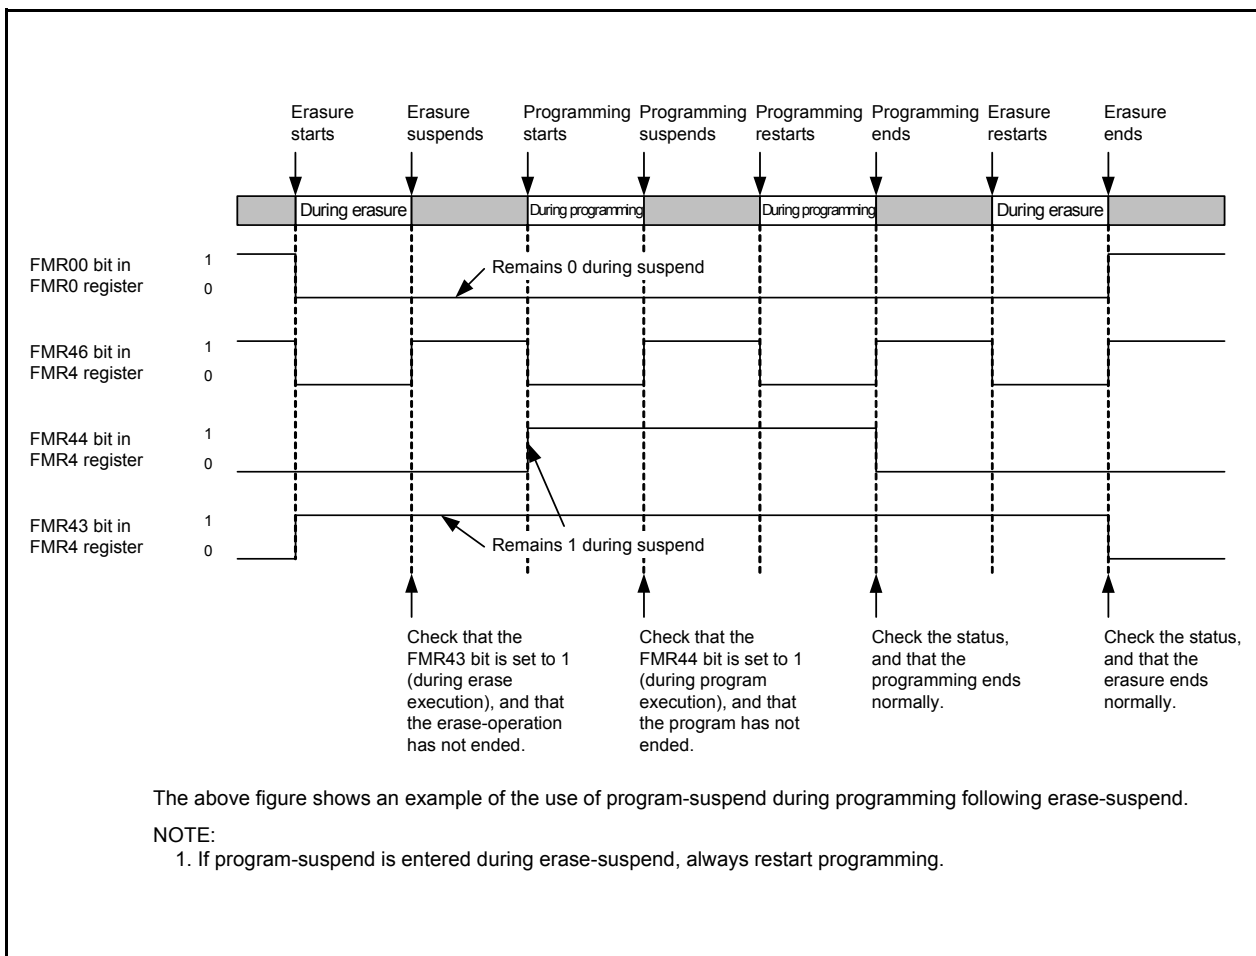 Erasure starts
Erasure suspends
Programming starts
Programming suspends
Programming restarts
Programming ends
Erasure restarts
Erasure ends
During erasure
During programming
During programming
During erasure
FMR00 bit in
FMR0 register
1
0
Remains 0 during suspend
FMR46 bit in
FMR4 register
1
0
FMR44 bit in
FMR4 register
1
0
FMR43 bit in
FMR4 register
1
0
Remains 1 during suspend
Check that the
FMR43 bit is set to 1
(during erase
execution), and that
the erase-operation
has not ended.
Check that the
FMR44 bit is set to 1
(during program
execution), and that
the program has not
ended.
Check the status,
and that the
programming ends
normally.
Check the status,
and that the
erasure ends
normally.
The above figure shows an example of the use of program-suspend during programming following erase-suspend.
NOTE:
1. If program-suspend is entered during erase-suspend, always restart programming.